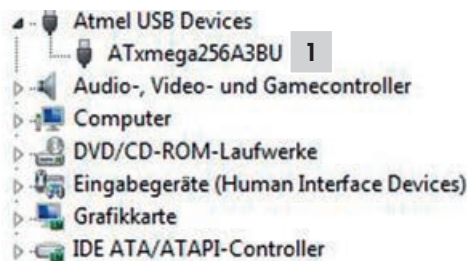 Atmel USB Devices
ATxmega256A3BU 1
Audio-, Video- und Gamecontroller
Computer
DVD/CD-ROM-Laufwerke
Eingabegeräte (Human Interface Devices)
Grafikkarte
IDE ATA/ATAPI-Controller